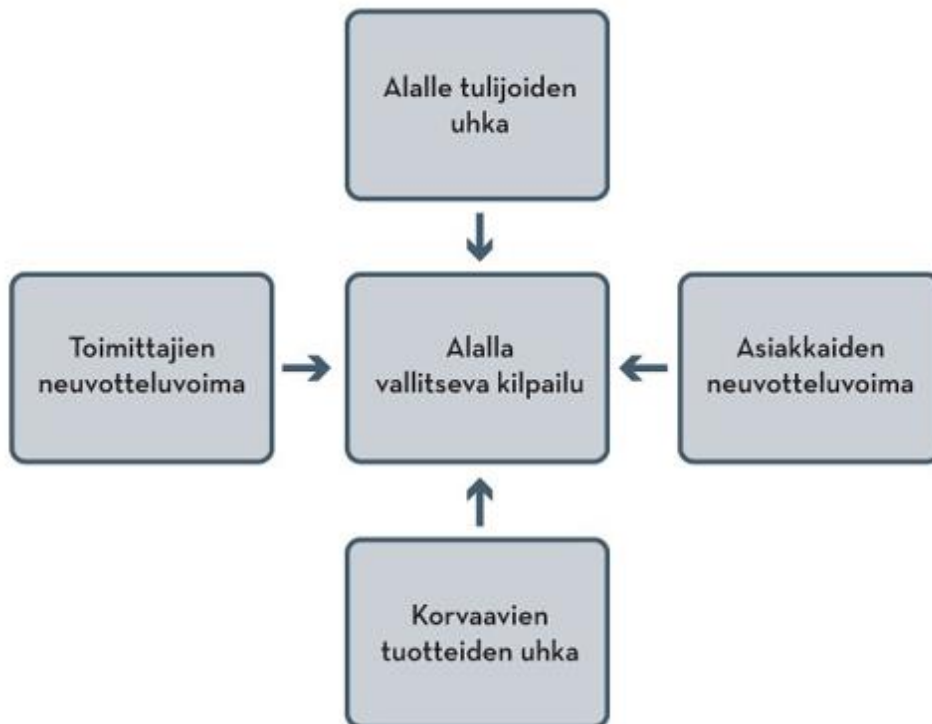 Alalle tulijoiden
uhka
Toimittajien
neuvotteluvoima
Alalla
vallitseva kilpailu
Asiakkaiden
neuvotteluvoima
Korvaavien
tuotteiden uhka